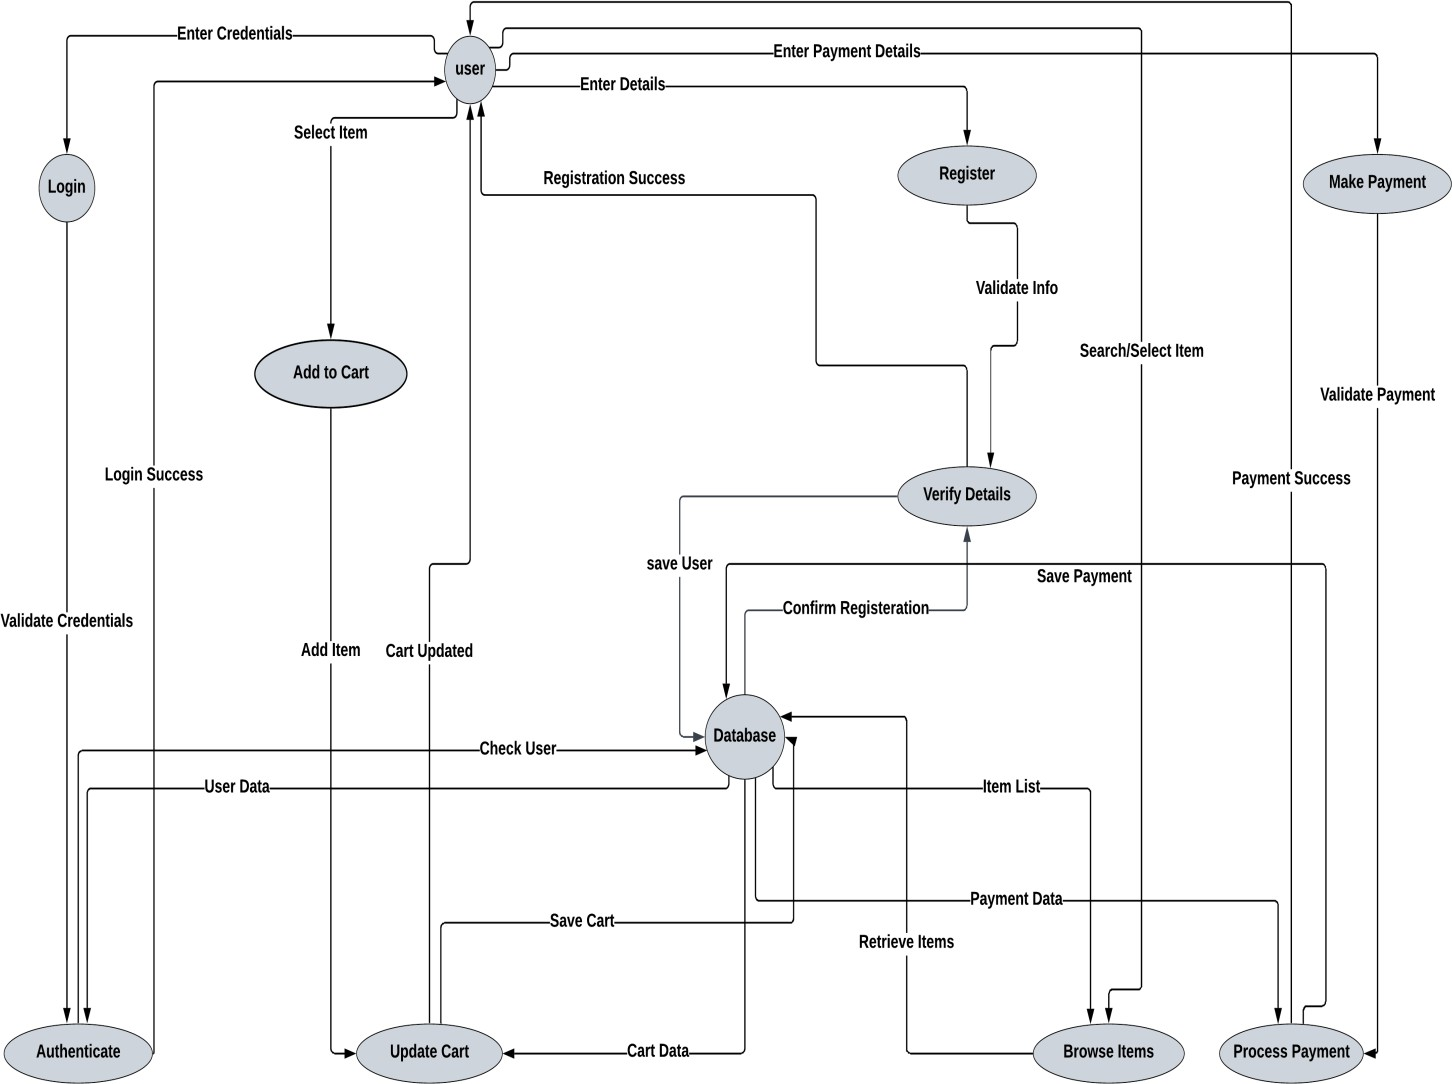 Enter Credentials
Enter Payment Details
user
Enter Details
Select Item
Register
Registration Success
Make Payment
Login
Validate Info
Search/Select Item
Add to Cart
Validate Payment
Login Success
Payment Success
Verify Details
save User
Save Payment
Confirm Registeration
Validate Credentials
Add Item
Cart Updated
Database
Check User
User Data
Item List
Payment Data
Save Cart
Retrieve Items
Authenticate
Update Cart
Cart Data
Browse Items
Process Payment